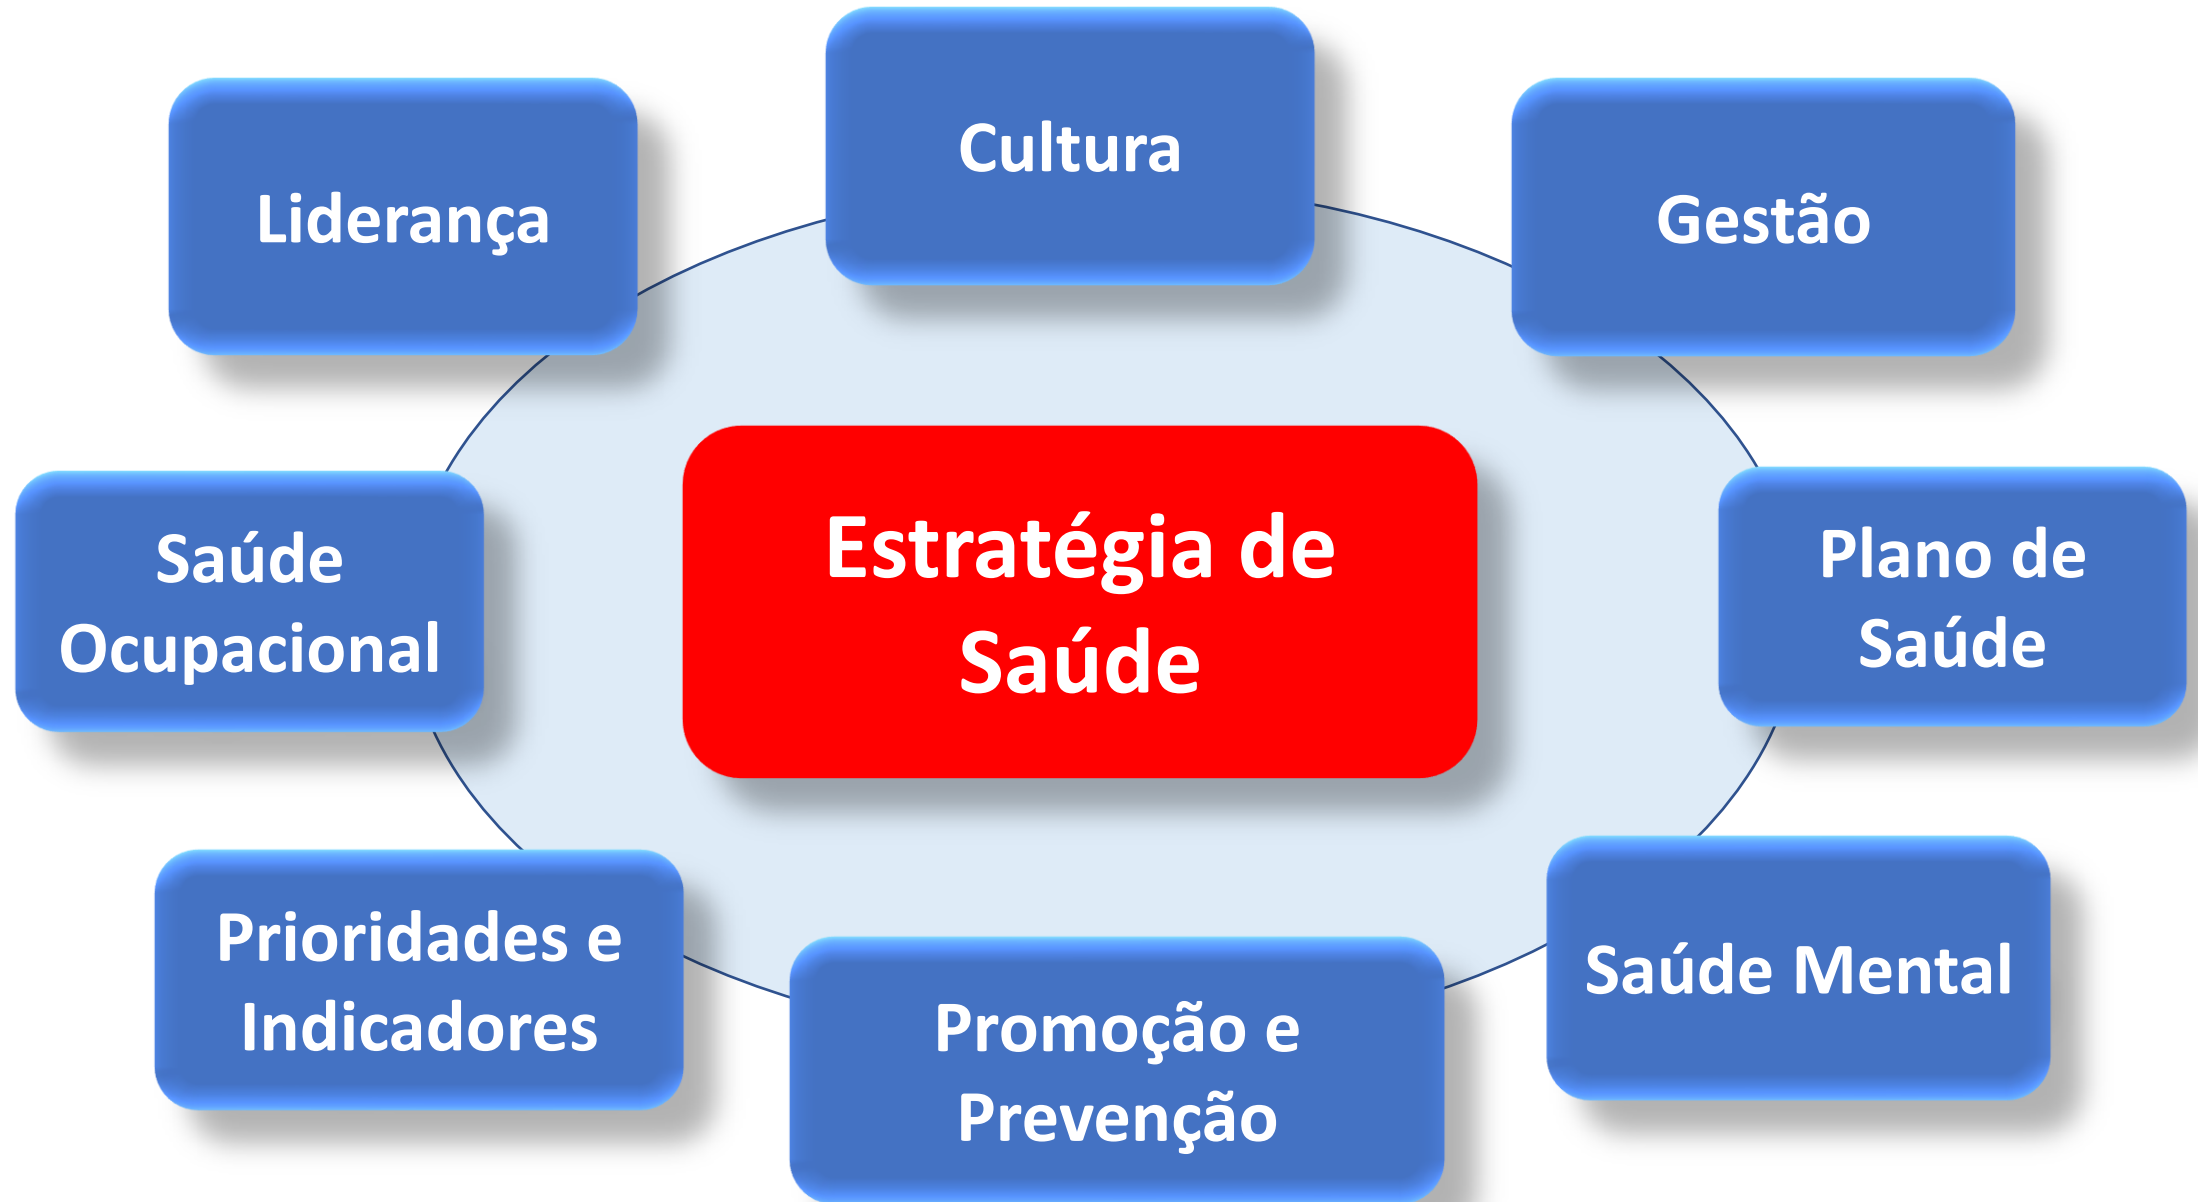 Cultura
Liderança
Gestão
Estratégia de
Saúde
Saúde
Ocupacional
Plano de
Saúde
Prioridades e
Indicadores
Promoção e
Prevenção
Saúde Mental